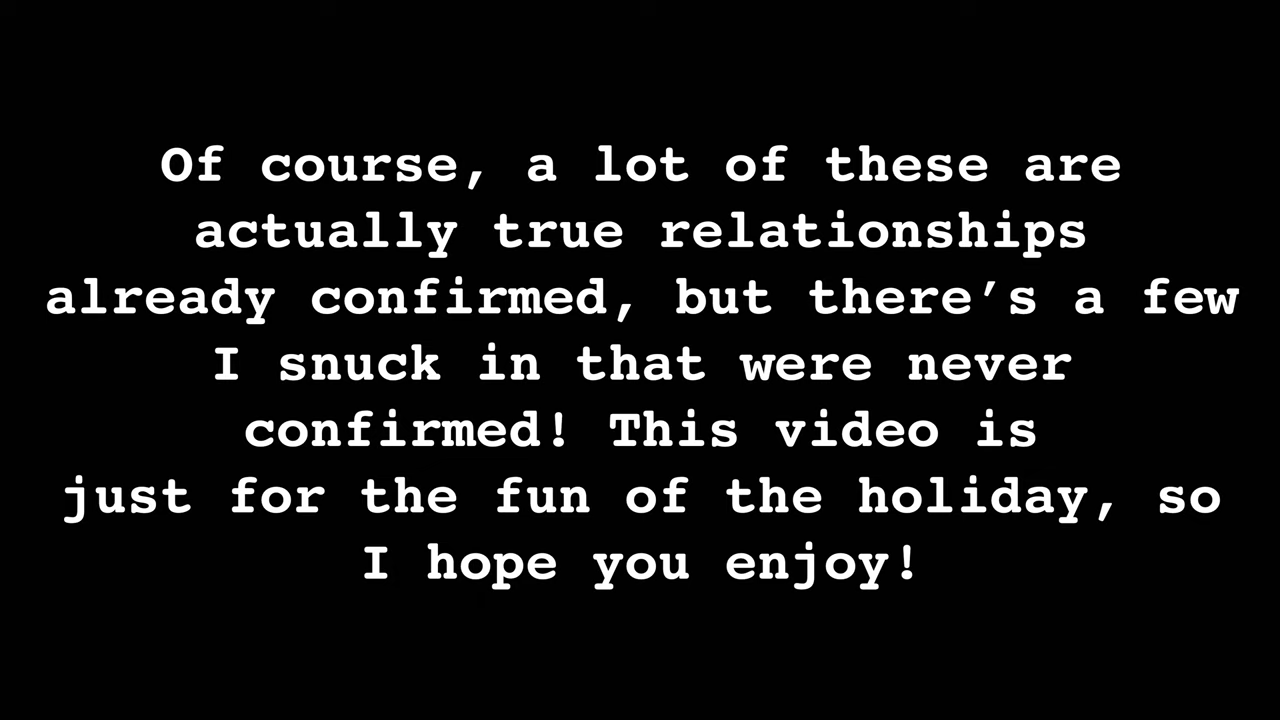 Of course, a lot of these are
actually true relationships
already confirmed, but there’s a few
I snuck in that were never
confirmed! This video is
just for the fun of the holiday, so
I hope you enjoy!